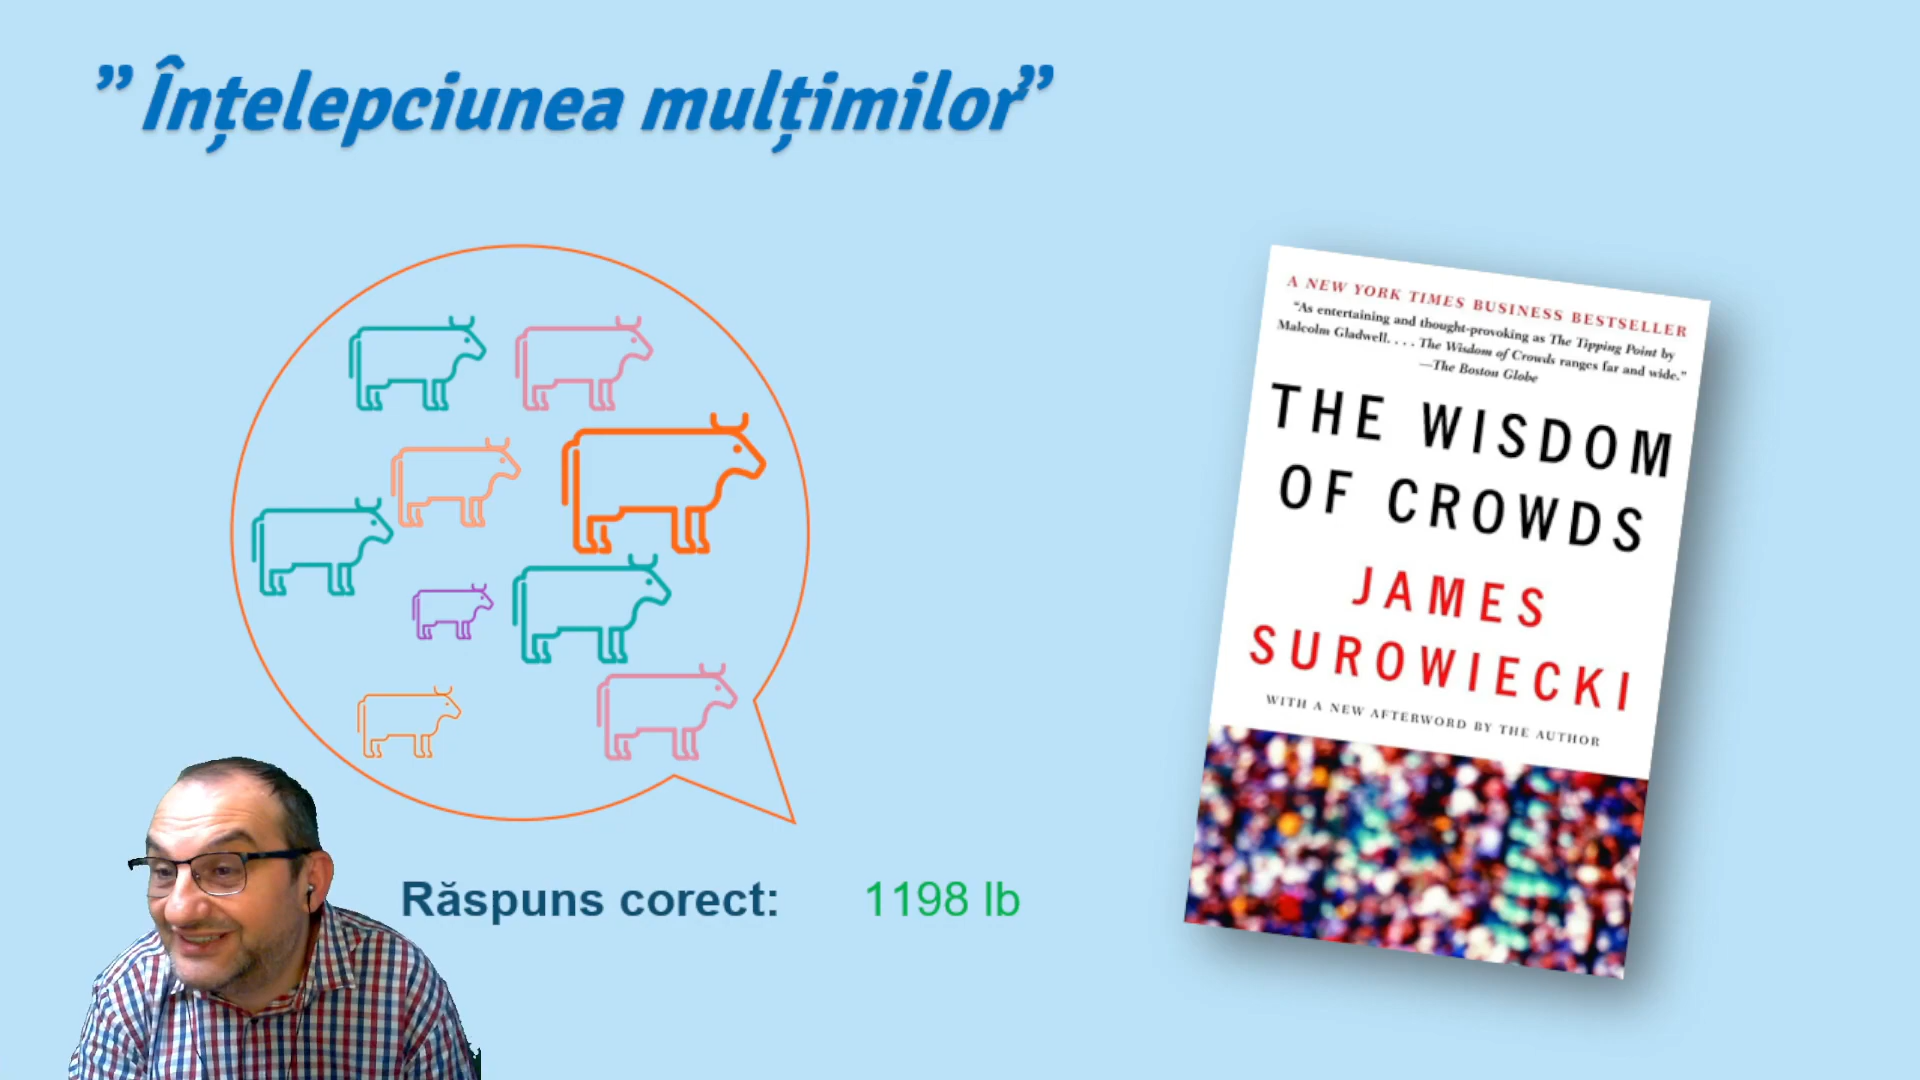 ” Înțelepciunea mulțimilor”
A NEW YORK TIMES BUSINESS BESTSELLER
“As entertaining and thought-provoking as The Tipping Point by
Malcolm Gladwell. . . . The Wisdom of Crowds ranges far and wide.”
—The Boston Globe
THE WISDOM
OF CROWDS
JAMES
SUROWIECKI
WITH A NEW AFTERWORD BY THE AUTHOR
Răspuns corect: 1198 lb